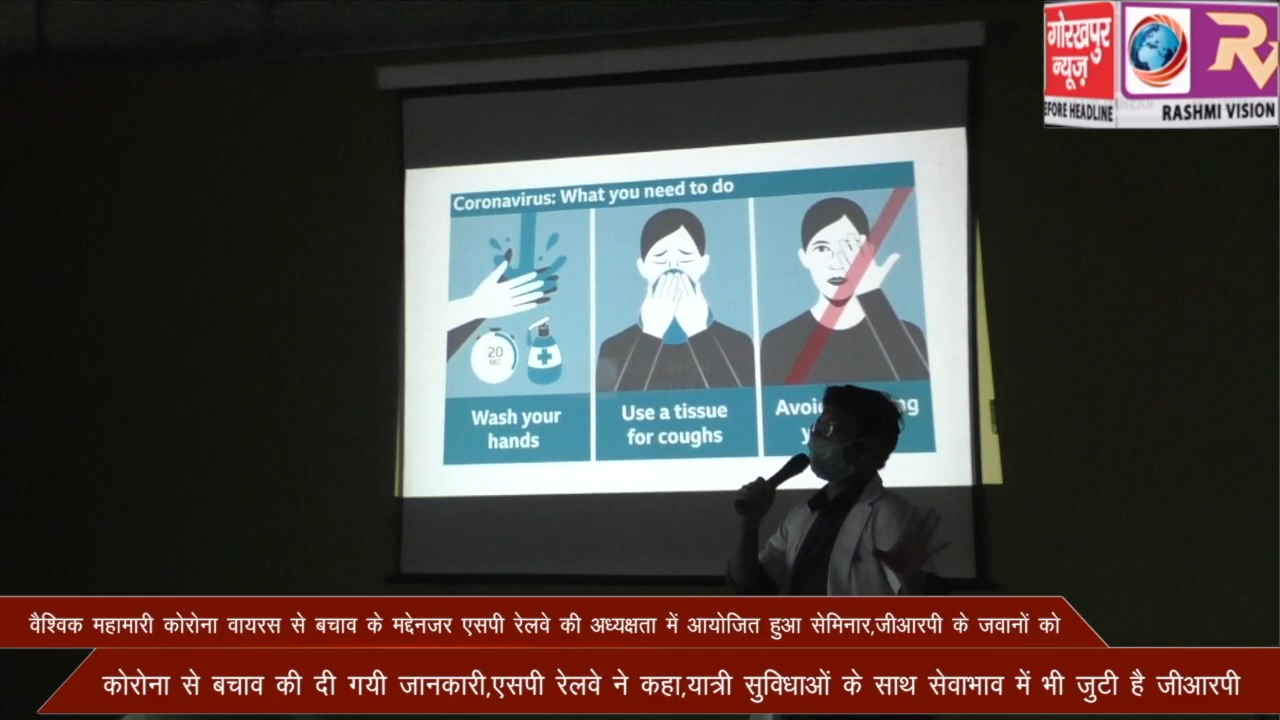 गोरखपुर
न्यूज़
EFORE HEADLINE
RV
RASHMI VISION
Coronavirus: What you need to do
20
SEC
Wash your
hands
Use a tissue
for coughs
वैश्विक महामारी कोरोना वायरस से बचाव के मद्देनजर एसपी रेलवे की अध्यक्षता में आयोजित हुआ सेमिनार,जीआरपी के जवानों को
कोरोना से बचाव की दी गयी जानकारी,एसपी रेलवे ने कहा,यात्री सुविधाओं के साथ सेवाभाव में भी जुटी है जीआरपी